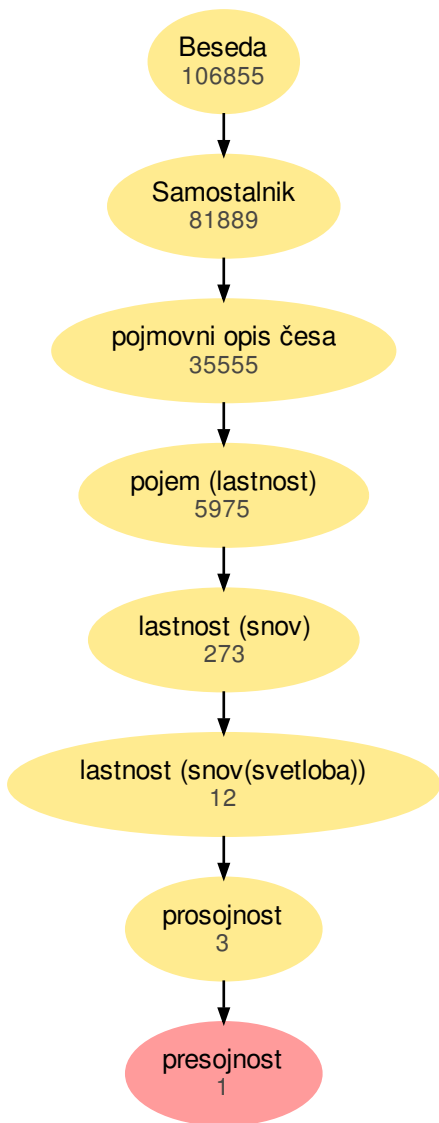 Beseda
106855
Samostalnik
81889
pojmovni opis česa
35555
pojem (lastnost)
5975
lastnost (snov)
273
lastnost (snov(svetloba))
12
prosojnost
3
presojnost
1